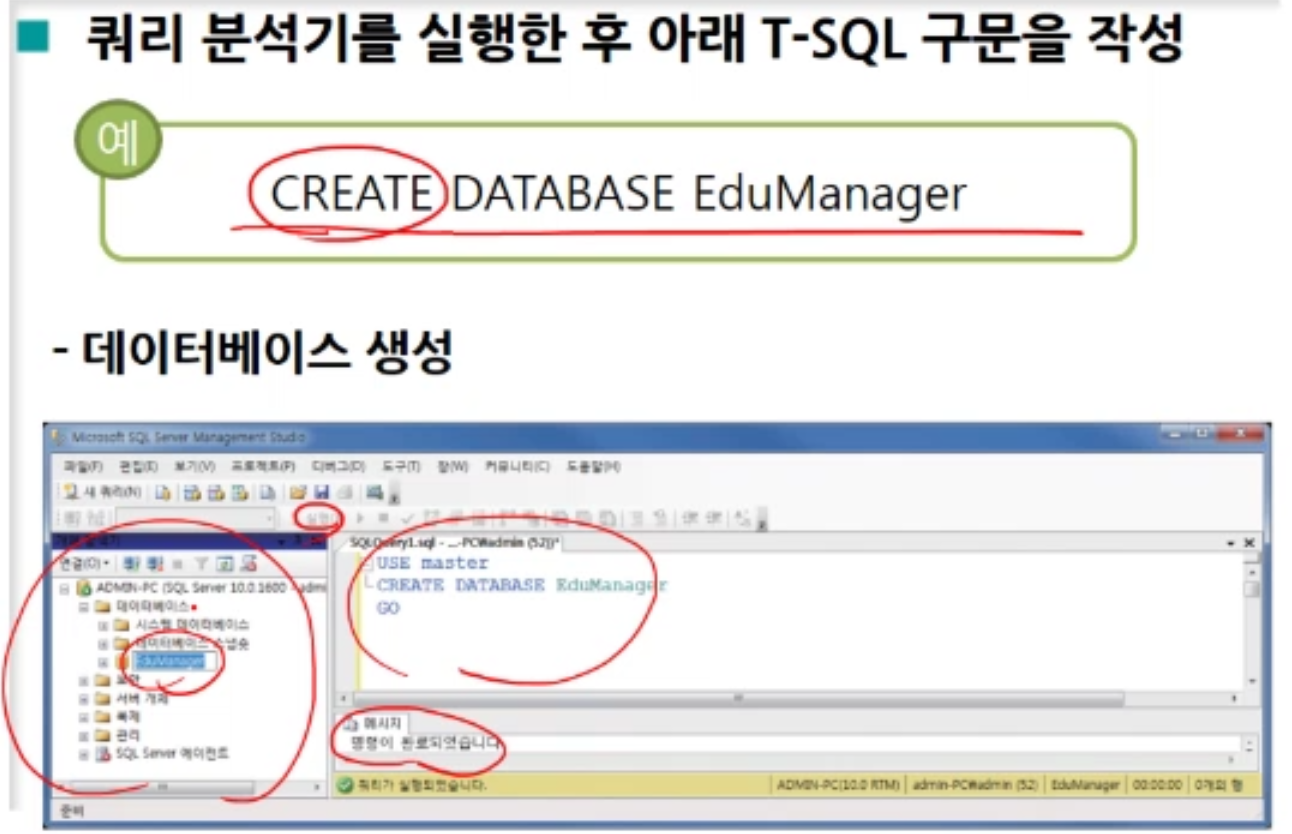 쿼리 분석기를 실행한 후 아래 T-SQL 구문을 작성
예
CREATE DATABASE EduManager
- 데이터베이스 생성
Microsoft SQL Server Management Studio
파일(F) 편집(E) 보기(V) 프로젝트(P) 디버그(D) 도구(T) 창(W) 커뮤니티(C) 도움말(H)
새 쿼리(N)
실행
연결(O)
ADMIN-PC (SQL Server 10.0.1600 - admi
데이터베이스
시스템 데이터베이스
데이터베이스 스냅숏
EduManager
보안
서버 개체
복제
관리
SQL Server 에이전트
SQLQuery1.sql - ...-PC\admin (52))*
USE master
CREATE DATABASE EduManager
GO
메시지
명령이 완료되었습니다
쿼리가 실행되었습니다.
ADMIN-PC(10.0 RTM) admin-PC\admin (52) EduManager 00:00:00 0개의 행
준비